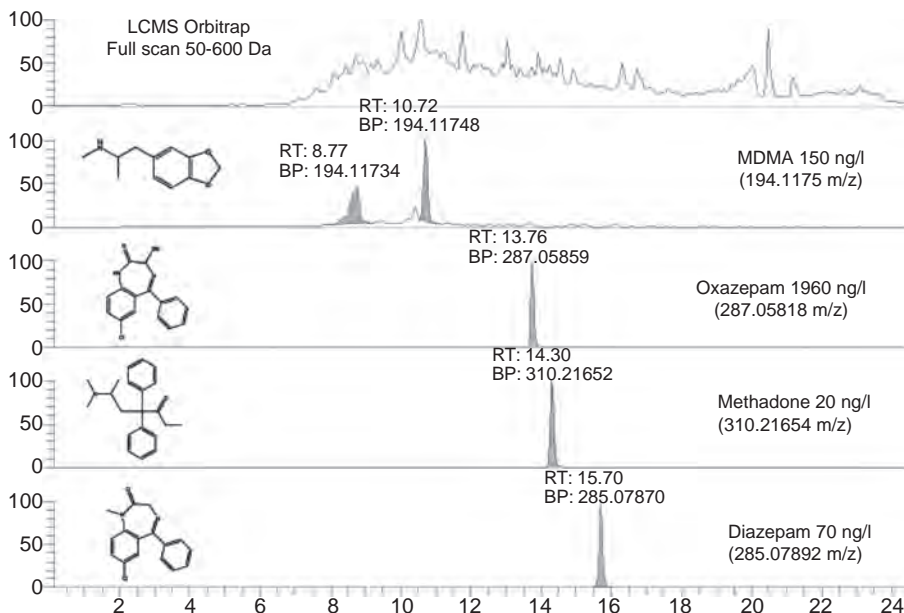 100
LCMS Orbitrap
Full scan 50-600 Da
50
0
RT: 10.72
BP: 194.11748
100
RT: 8.77
BP: 194.11734
MDMA 150 ng/l
(194.1175 m/z)
50
0
RT: 13.76
BP: 287.05859
100
Oxazepam 1960 ng/l
(287.05818 m/z)
50
0
RT: 14.30
BP: 310.21652
100
Methadone 20 ng/l
(310.21654 m/z)
50
0
RT: 15.70
BP: 285.07870
100
Diazepam 70 ng/l
(285.07892 m/z)
50
0
2 4 6 8 10 12 14 16 18 20 22 24